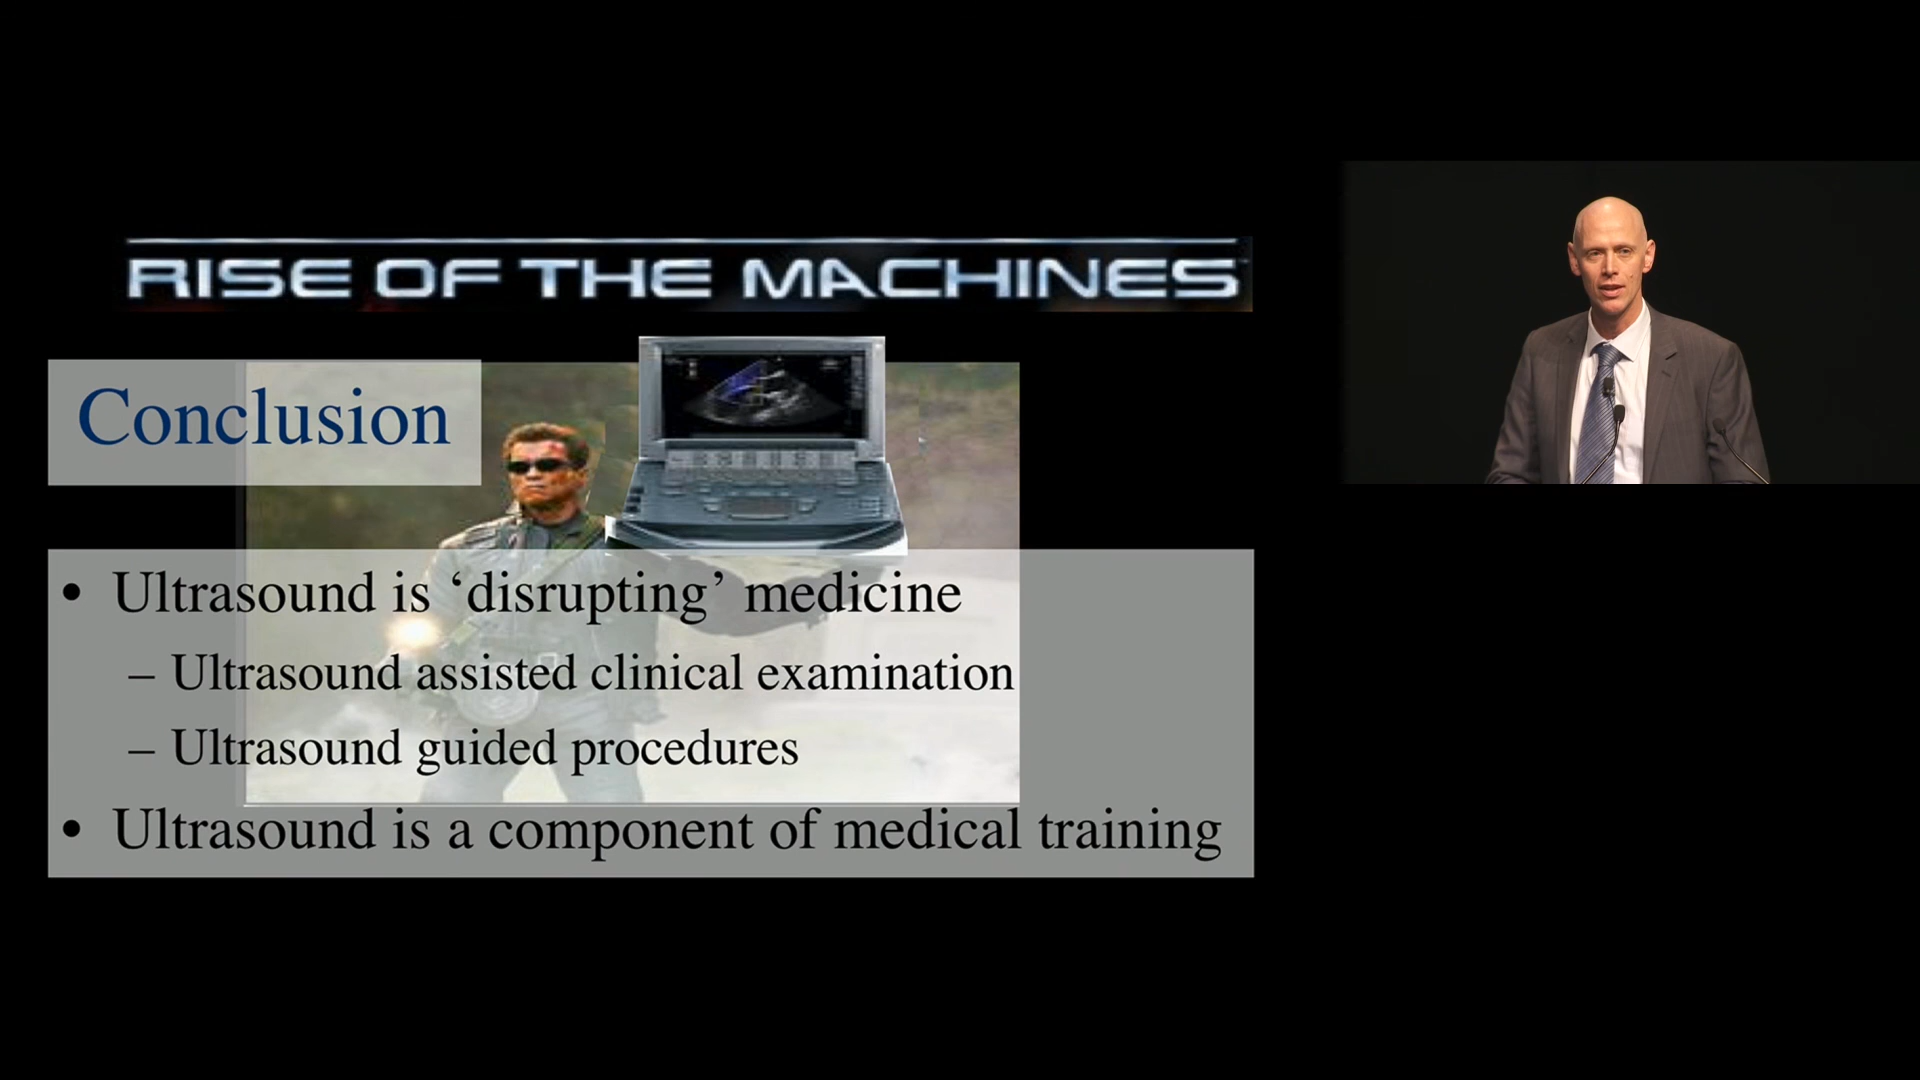 RISE OF THE MACHINES
Conclusion
• Ultrasound is ‘disrupting’ medicine
– Ultrasound assisted clinical examination
– Ultrasound guided procedures
• Ultrasound is a component of medical training